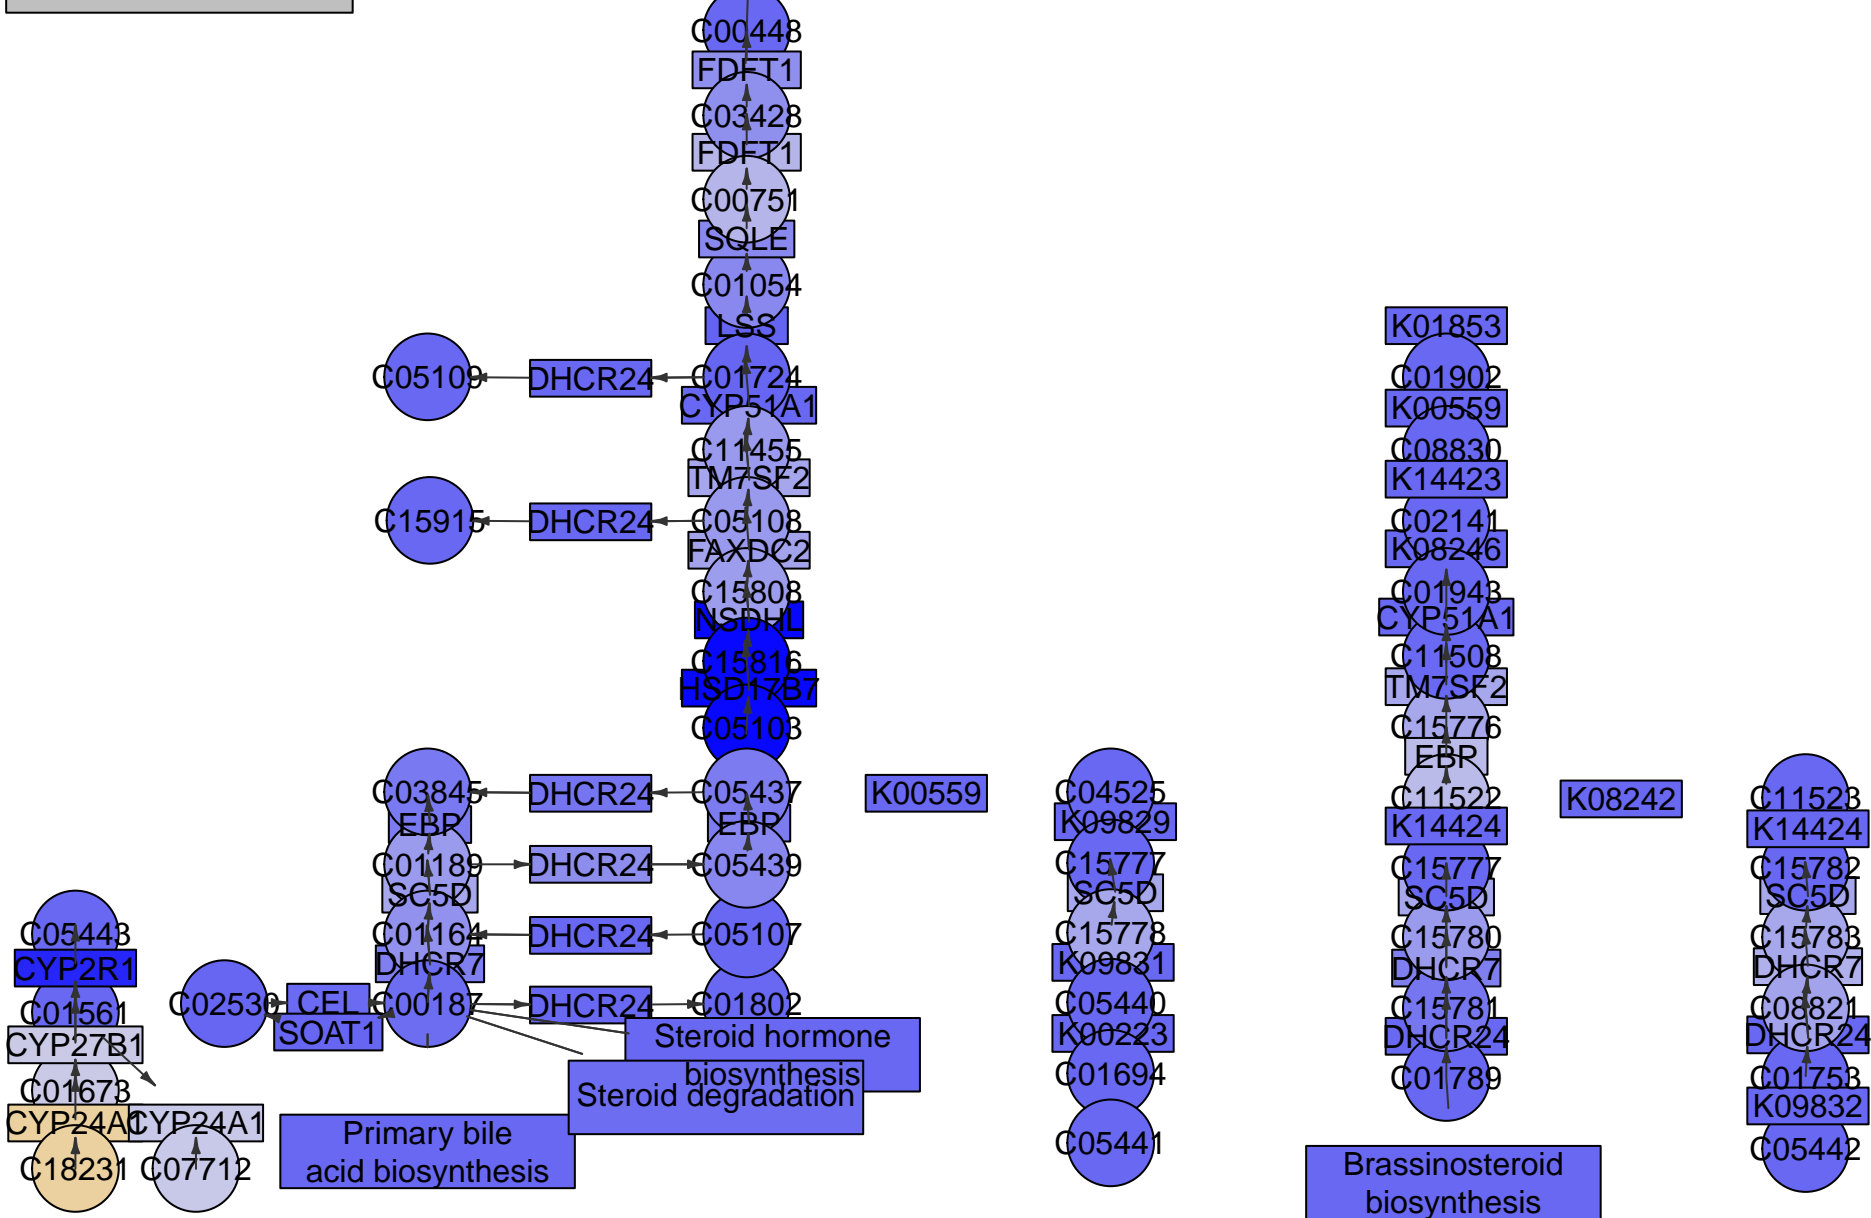 C00448
FDFT1
C03428
FDFT1
C00751
SQLE
C01054
LSS
C05109
DHCR24
C01724
CYP51A1
C11455
TM7SF2
C15915
DHCR24
C05108
FAXDC2
C15808
NSDHL
C15816
HSD17B7
C05103
C03845
DHCR24
C05437
EBP
EBP
C01189
DHCR24
C05439
SC5D
C01164
DHCR24
C05107
DHCR7
C02530
CEL
SOAT1
C00187
DHCR24
C01802
C05443
CYP2R1
C01561
CYP27B1
C01673
CYP24A1
CYP24A1
C18231
C07712
Steroid hormone
biosynthesis
Steroid degradation
Primary bile
acid biosynthesis
K00559
C04525
K09829
C15777
SC5D
C15778
K09831
C05440
K00223
C01694
C05441
K01853
C01902
K00559
C08830
K14423
C02141
K08246
C01943
CYP51A1
C11508
TM7SF2
C15776
EBP
C11522
K14424
C15777
SC5D
C15780
DHCR7
C15781
DHCR24
C01789
Brassinosteroid
biosynthesis
K08242
C11523
K14424
C15782
SC5D
C15783
DHCR7
C08821
DHCR24
C01753
K09832
C05442